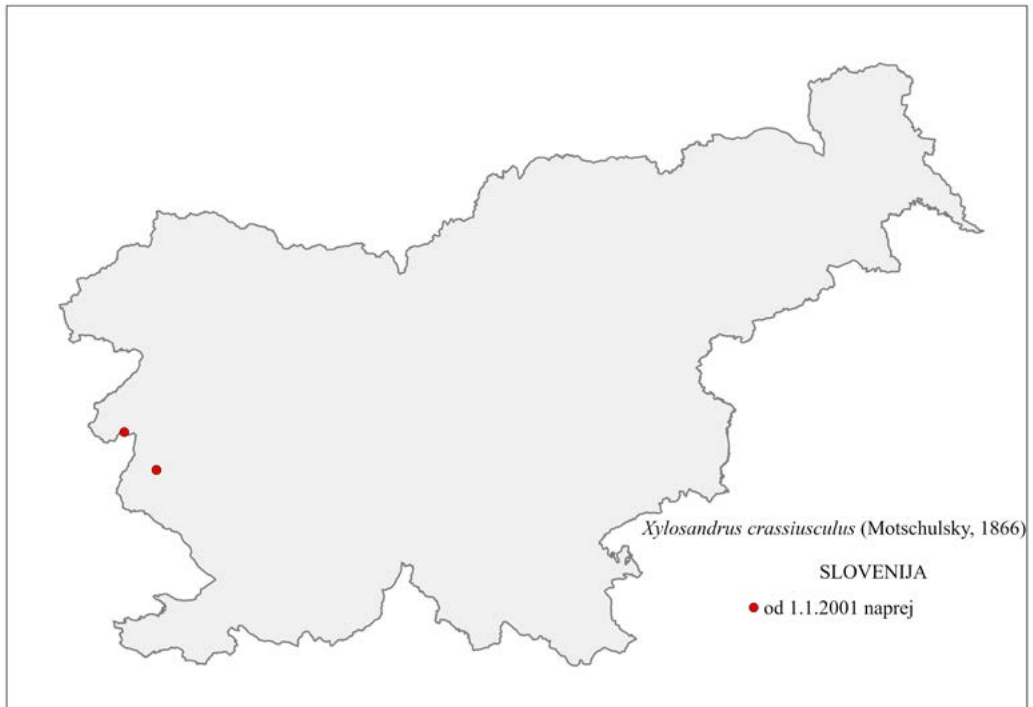 Xylosandrus crassiusculus (Motschulsky, 1866)
SLOVENIJA
od 1.1.2001 naprej